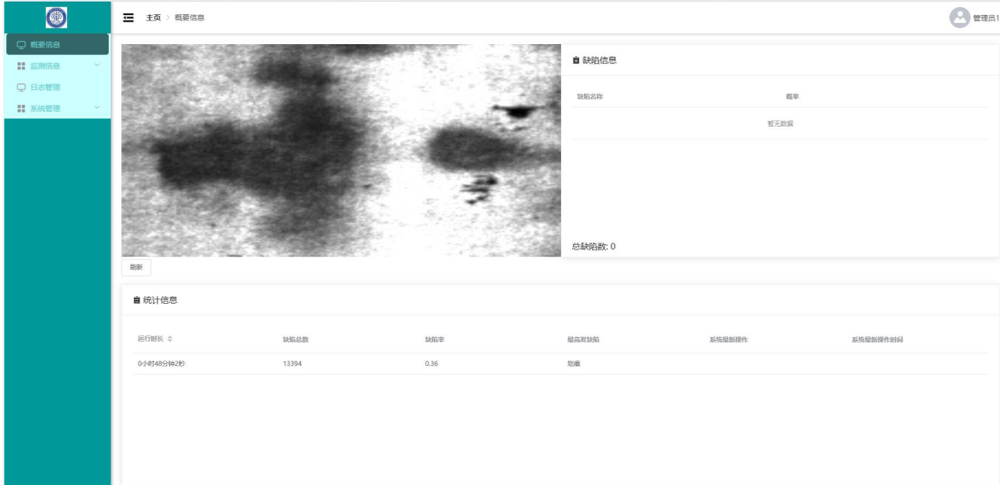 主页 > 概要信息
管理员1
概要信息
监测信息
日志管理
系统管理
缺陷信息
缺陷名称 概率
暂无数据
总缺陷数: 0
刷新
统计信息
运行时长 缺陷总数 缺陷率 最高发缺陷 系统最新操作 系统最新操作时间
0小时48分钟2秒 13394 0.36 划痕